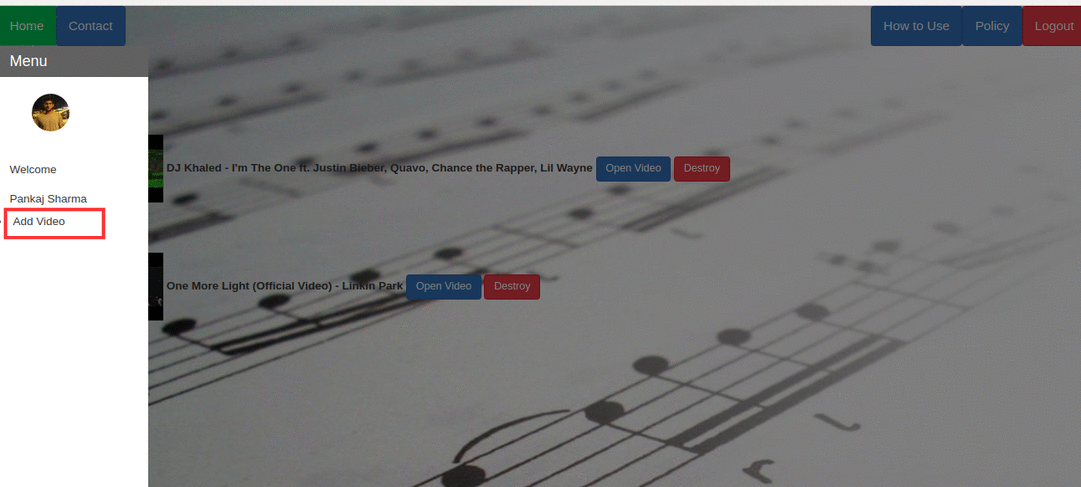 Home Contact How to Use Policy Logout
Menu
Welcome
Pankaj Sharma
Add Video
DJ Khaled - I'm The One ft. Justin Bieber, Quavo, Chance the Rapper, Lil Wayne Open Video Destroy
One More Light (Official Video) - Linkin Park Open Video Destroy
r l